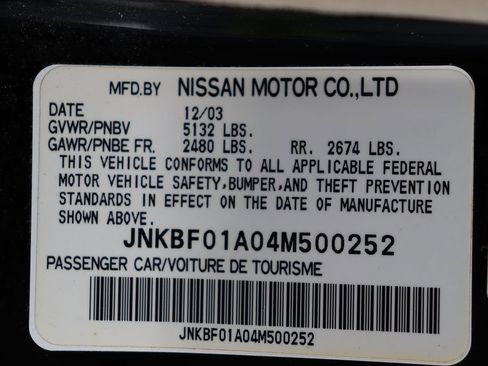 MFD.BY NISSAN MOTOR CO.,LTD
DATE 12/03
GVWR/PNBV 5132 LBS.
GAWR/PNBE FR. 2480 LBS. RR. 2674 LBS.
THIS VEHICLE CONFORMS TO ALL APPLICABLE FEDERAL
MOTOR VEHICLE SAFETY,BUMPER,AND THEFT PREVENTION
STANDARDS IN EFFECT ON THE DATE OF MANUFACTURE
SHOWN ABOVE.
JNKBF01A04M500252
PASSENGER CAR/VOITURE DE TOURISME
JNKBF01A04M500252